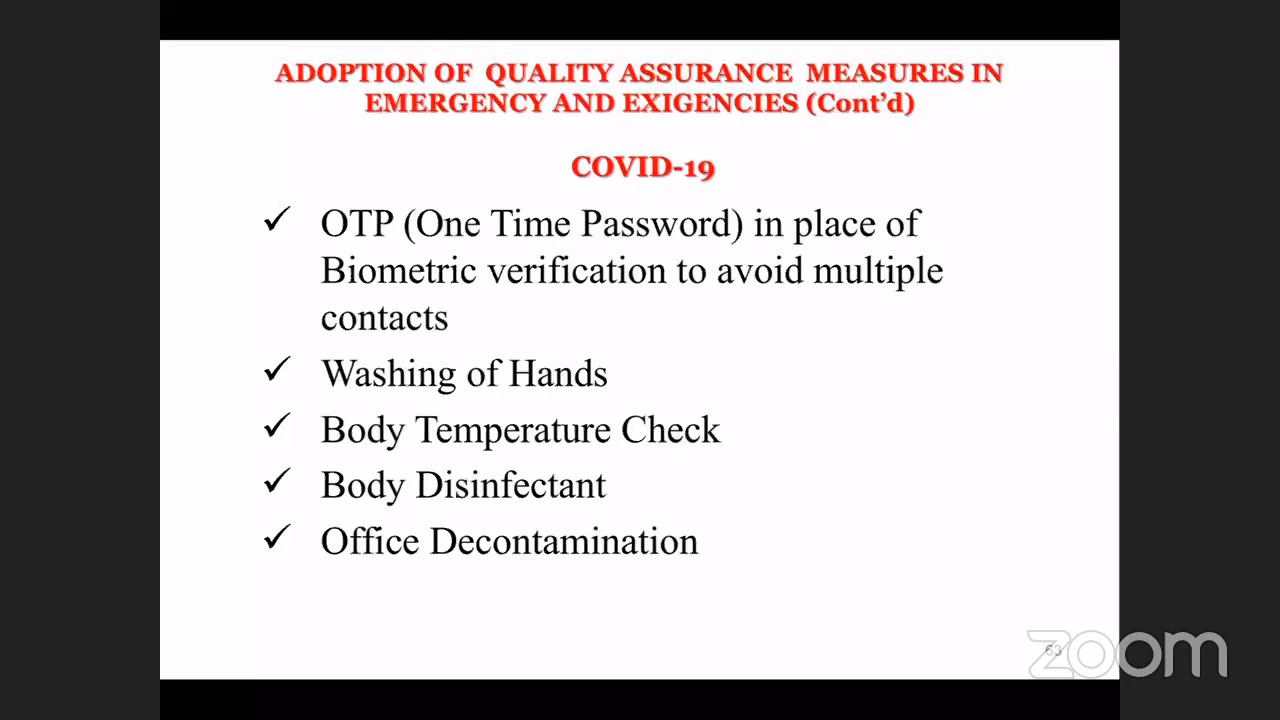 ADOPTION OF QUALITY ASSURANCE MEASURES IN
EMERGENCY AND EXIGENCIES (Cont’d)
COVID-19
✓ OTP (One Time Password) in place of
Biometric verification to avoid multiple
contacts
✓ Washing of Hands
✓ Body Temperature Check
✓ Body Disinfectant
✓ Office Decontamination
63
zoom